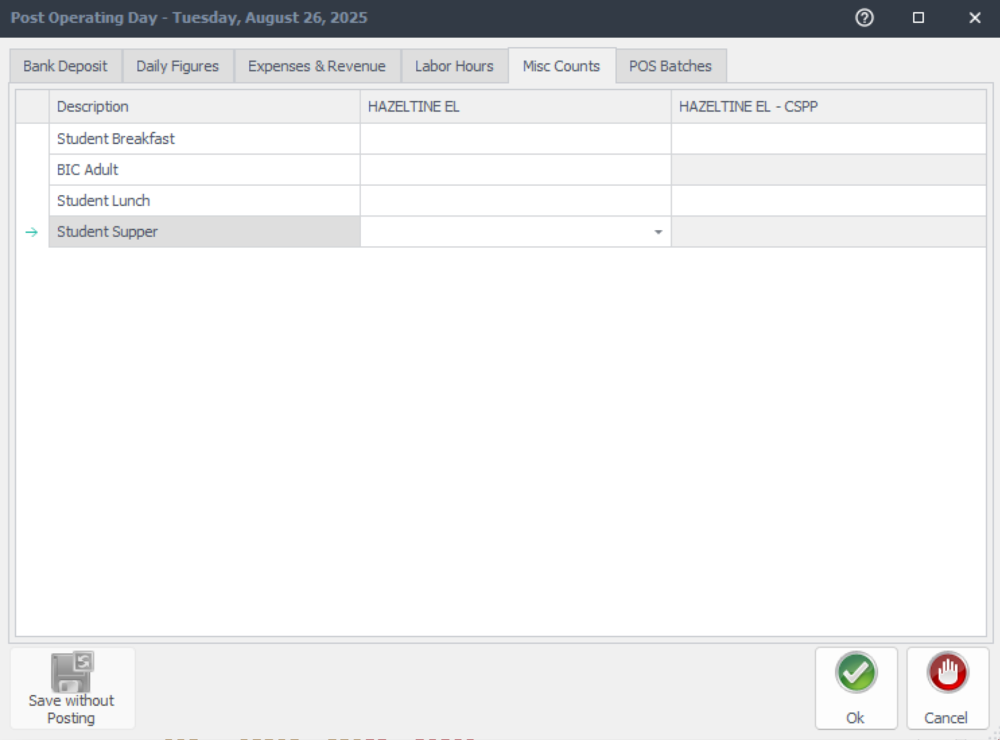 Post Operating Day - Tuesday, August 26, 2025
Bank Deposit Daily Figures Expenses & Revenue Labor Hours Misc Counts POS Batches
Description HAZELTINE EL HAZELTINE EL - CSPP
Student Breakfast
BIC Adult
Student Lunch
Student Supper
Save without
Posting
Ok
Cancel